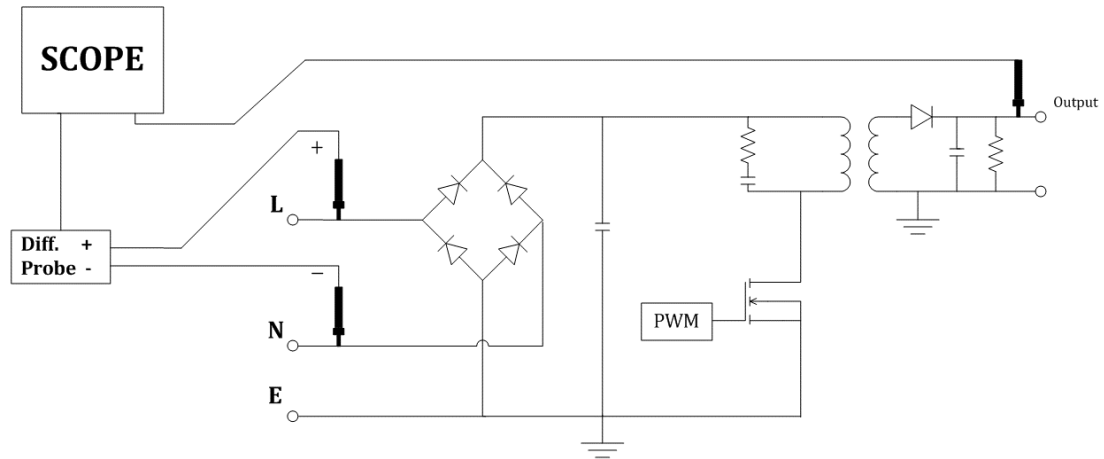 SCOPE
Output
+
L
Diff. +
Probe -
−
N
PWM
E